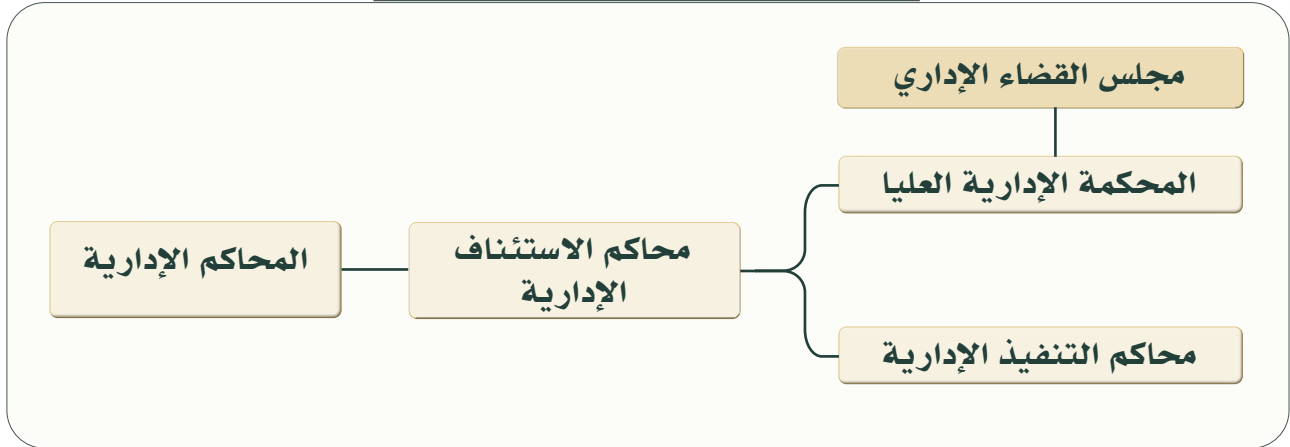 مجلس القضاء الإداري
المحكمة الإدارية العليا
محاكم الاستئناف
الإدارية
المحاكم الإدارية
محاكم التنفيذ الإدارية